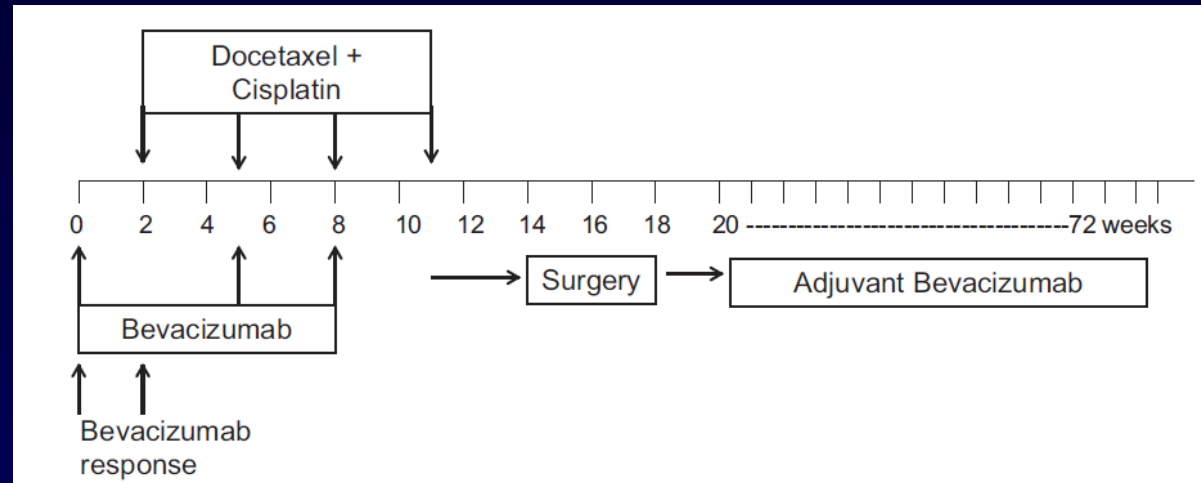 Docetaxel +
Cisplatin
0 2 4 6 8 10 12 14 16 18 20 ----------------------------------------72 weeks
Surgery
Adjuvant Bevacizumab
Bevacizumab
Bevacizumab
response